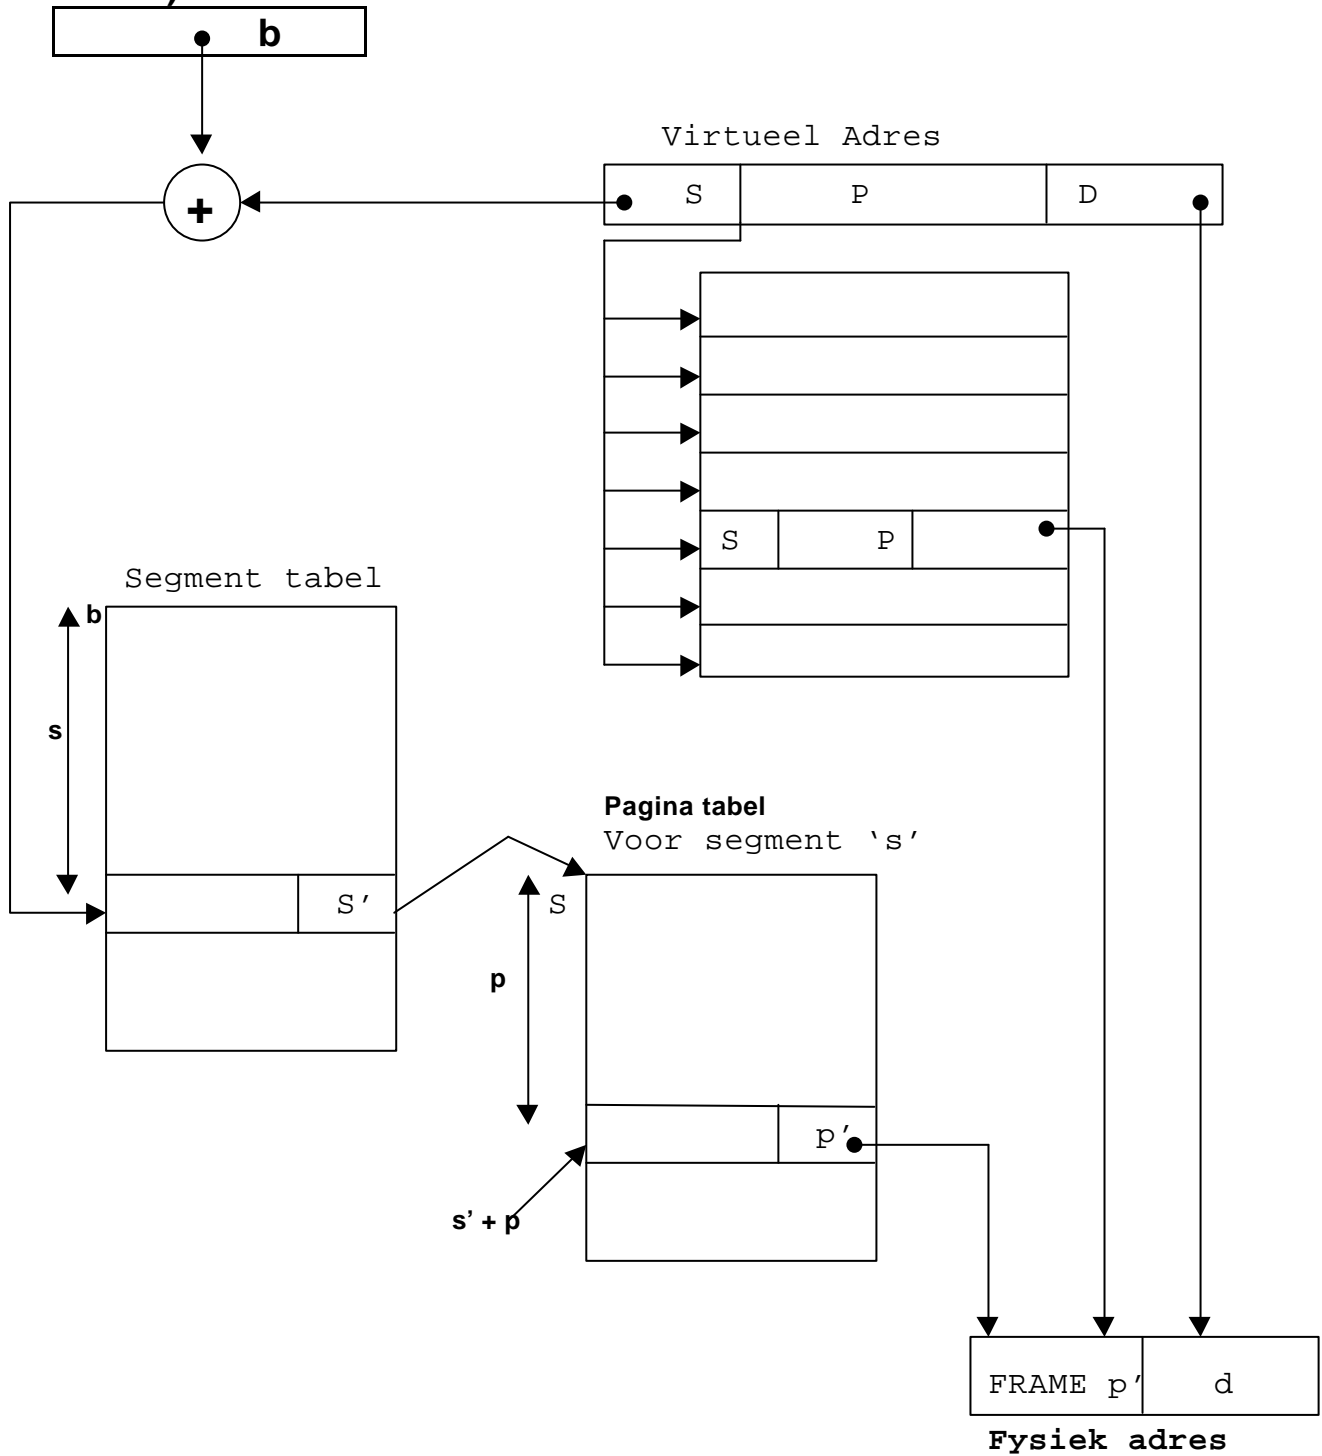 b
Virtueel Adres
S P D
+
S P
Segment tabel
b
s
Pagina tabel
Voor segment ‘s’
S’
S
p
p’
s’ + p
FRAME p’ d
Fysiek adres